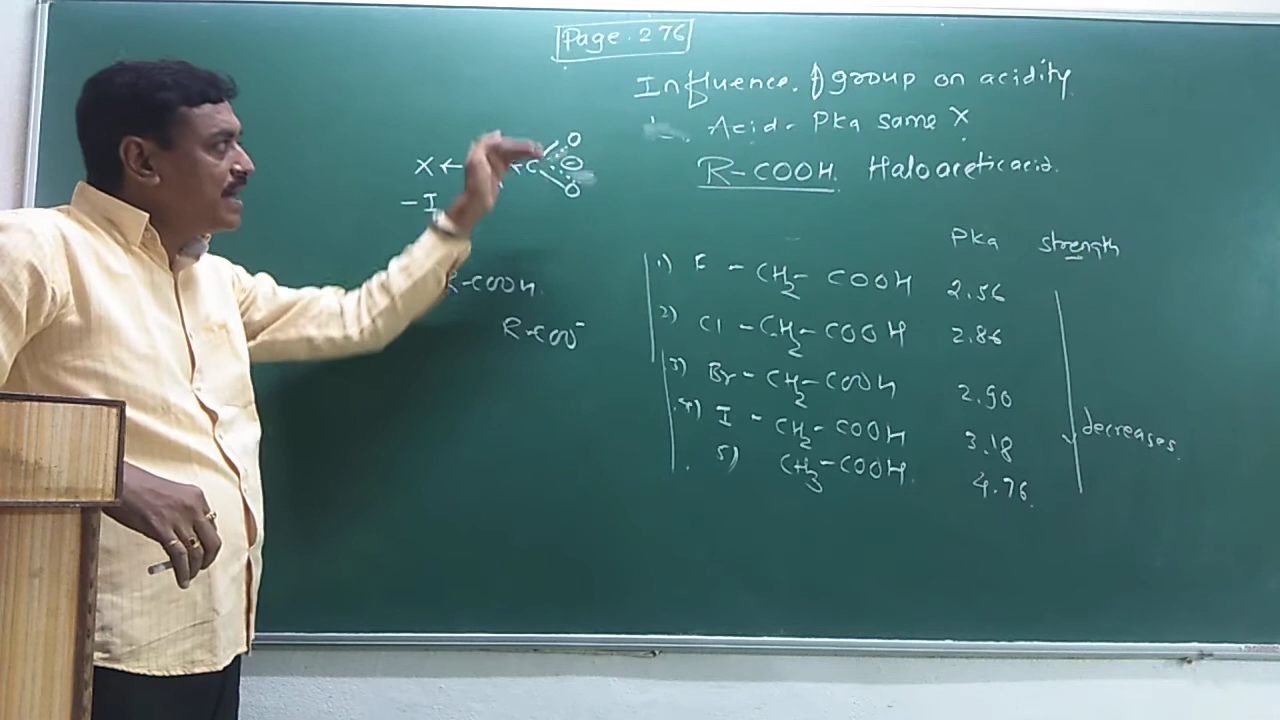 Page. 276
Influence. of group on acidity
Acid. Pka same X
R-COOH. Haloaceticacid.
X ← ← C O O
-I
R-COOH.
R-COO⁻
Pka strength
1) F - CH2- COOH 2.56
2) Cl - CH2-COOH 2.86
3) Br - CH2-COOH 2.90
4) I - CH2-COOH 3.18
5) CH3-COOH. 4.76.
decreases.